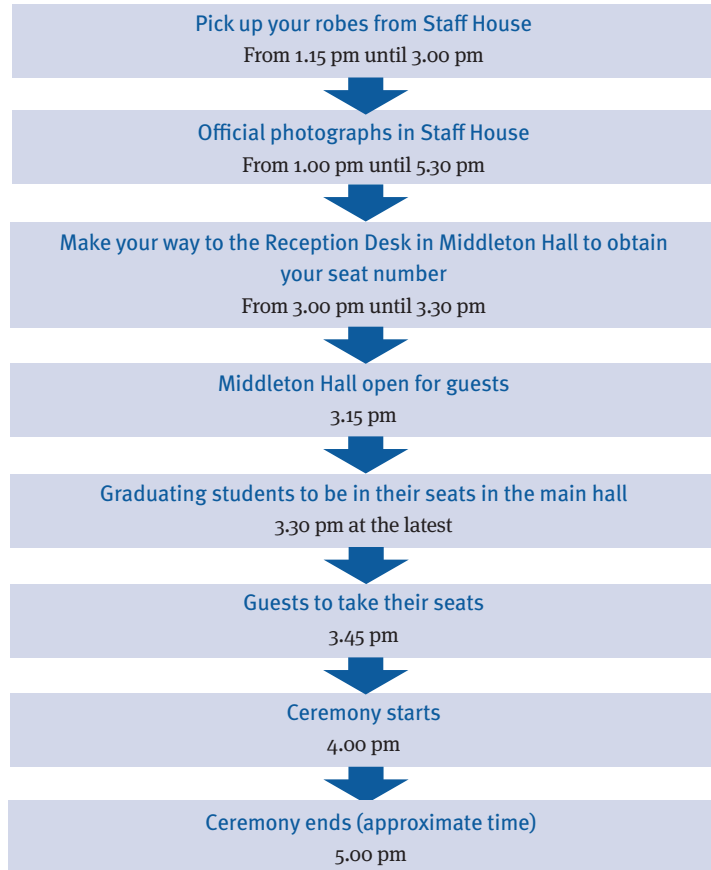 Pick up your robes from Staff House
From 1.15 pm until 3.00 pm
Official photographs in Staff House
From 1.00 pm until 5.30 pm
Make your way to the Reception Desk in Middleton Hall to obtain
your seat number
From 3.00 pm until 3.30 pm
Middleton Hall open for guests
3.15 pm
Graduating students to be in their seats in the main hall
3.30 pm at the latest
Guests to take their seats
3.45 pm
Ceremony starts
4.00 pm
Ceremony ends (approximate time)
5.00 pm